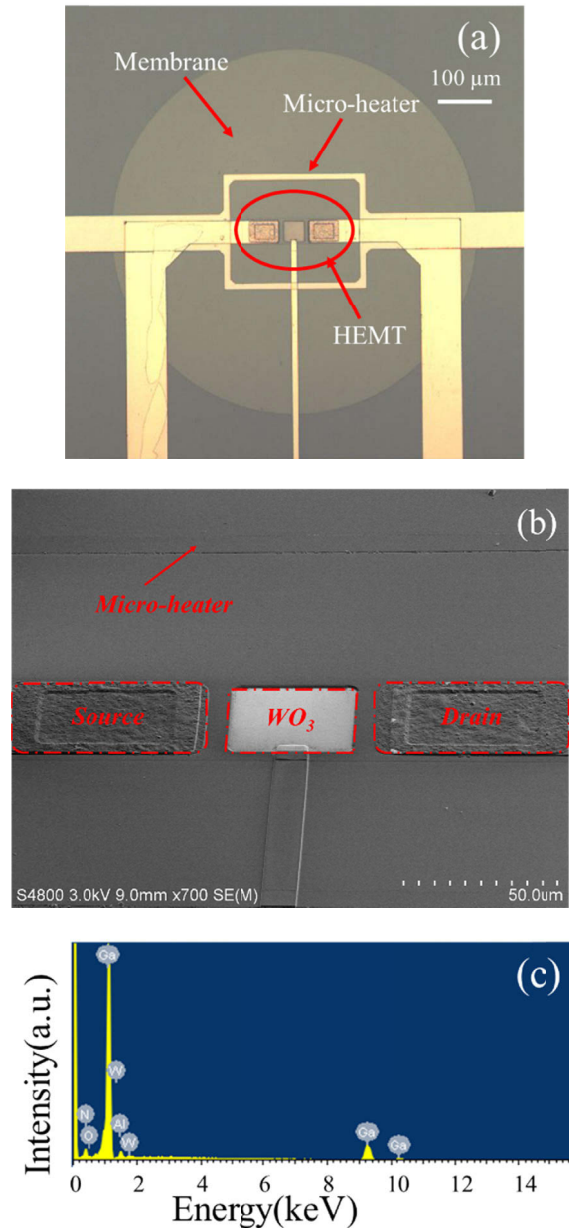 (a)
100 μm
Membrane
Micro-heater
HEMT
(b)
Micro-heater
Source
WO3
Drain
S4800 3.0kV 9.0mm x700 SE(M)
50.0um
(c)
Intensity(a.u.)
Ga
W
N
O
Al
W
Ga
Ga
0 2 4 6 8 10 12 14
Energy(keV)